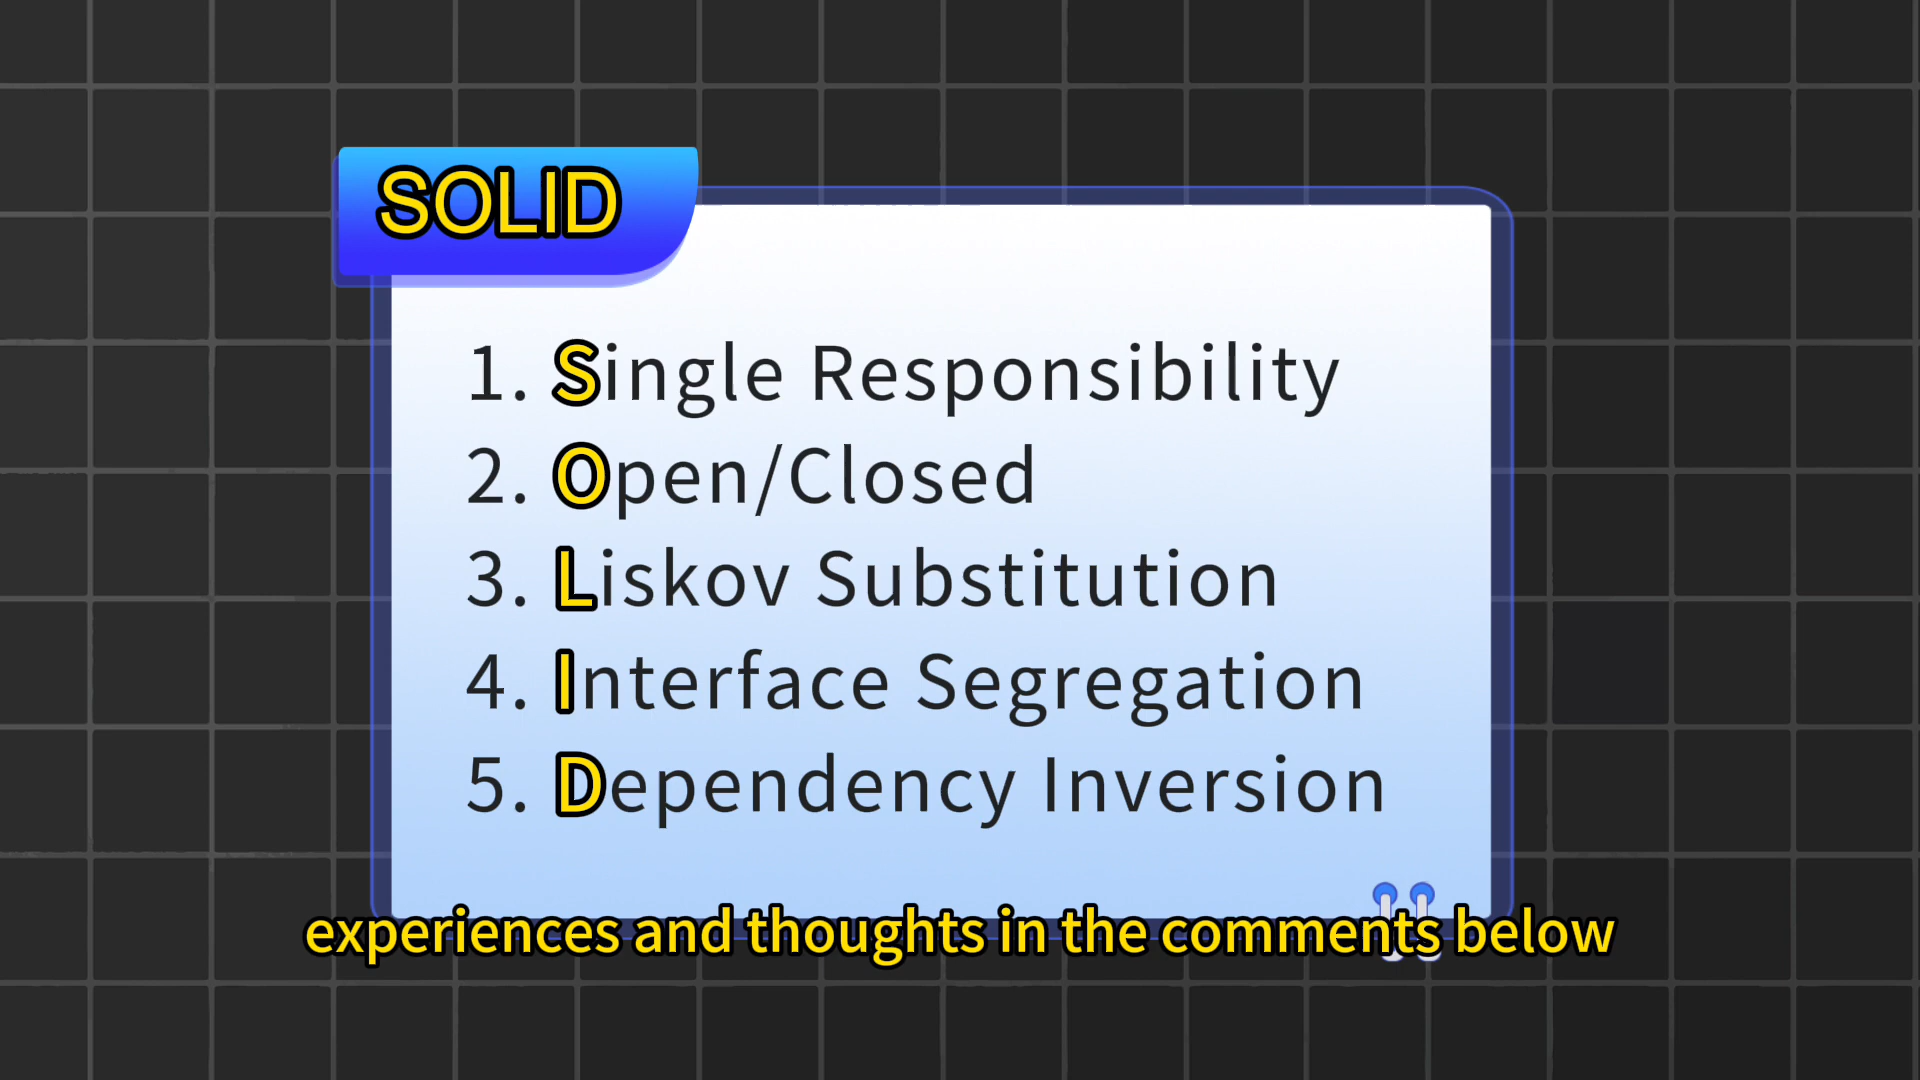 SOLID
1. Single Responsibility
2. Open/Closed
3. Liskov Substitution
4. Interface Segregation
5. Dependency Inversion
experiences and thoughts in the comments below